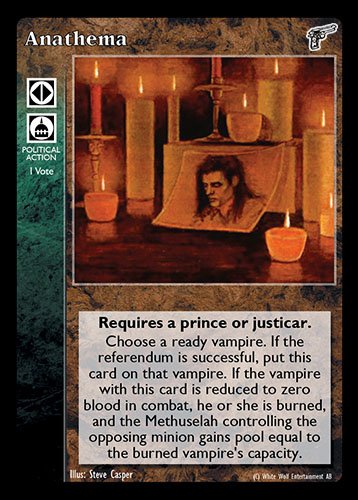 Anathema
POLITICAL
ACTION
1 Vote
Requires a prince or justicar.
Choose a ready vampire. If the
referendum is successful, put this
card on that vampire. If the vampire
with this card is reduced to zero
blood in combat, he or she is burned,
and the Methuselah controlling the
opposing minion gains pool equal to
the burned vampire's capacity.
Illus: Steve Casper
(C) White Wolf Entertainment AB